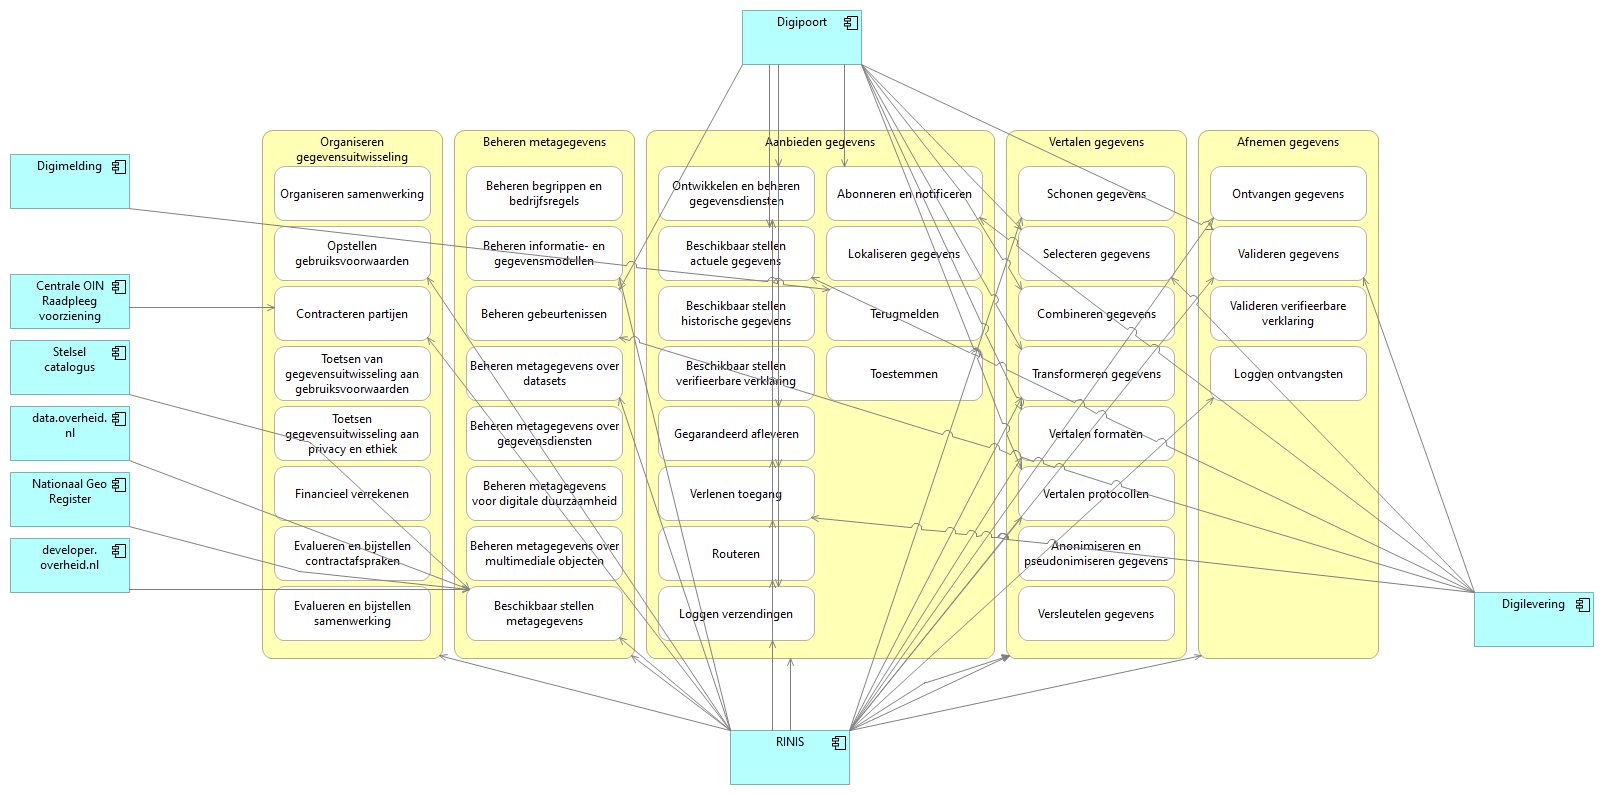 Digipoort
Digimelding
Centrale OIN
Raadpleeg
voorziening
Stelsel
catalogus
data.overheid.
nl
Nationaal Geo
Register
developer.
overheid.nl
Organiseren
gegevensuitwisseling
Organiseren samenwerking
Opstellen
gebruiksvoorwaarden
Contracteren partijen
Toetsen van
gegevensuitwisseling aan
gebruiksvoorwaarden
Toetsen
gegevensuitwisseling aan
privacy en ethiek
Financieel verrekenen
Evalueren en bijstellen
contractafspraken
Evalueren en bijstellen
samenwerking
Beheren metagegevens
Beheren begrippen en
bedrijfsregels
Beheren informatie- en
gegevensmodellen
Beheren gebeurtenissen
Beheren metagegevens over
datasets
Beheren metagegevens over
gegevensdiensten
Beheren metagegevens
voor digitale duurzaamheid
Beheren metagegevens over
multimediale objecten
Beschikbaar stellen
metagegevens
Aanbieden gegevens
Ontwikkelen en beheren
gegevensdiensten
Beschikbaar stellen
actuele gegevens
Beschikbaar stellen
historische gegevens
Beschikbaar stellen
verifieerbare verklaring
Gegarandeerd afleveren
Verlenen toegang
Routeren
Loggen verzendingen
Abonneren en notificeren
Lokaliseren gegevens
Terugmelden
Toestemmen
Vertalen gegevens
Schonen gegevens
Selecteren gegevens
Combineren gegevens
Transformeren gegevens
Vertalen formaten
Vertalen protocollen
Anonimiseren en
pseudonimiseren gegevens
Versleutelen gegevens
Afnemen gegevens
Ontvangen gegevens
Valideren gegevens
Valideren verifieerbare
verklaring
Loggen ontvangsten
Digilevering
RINIS